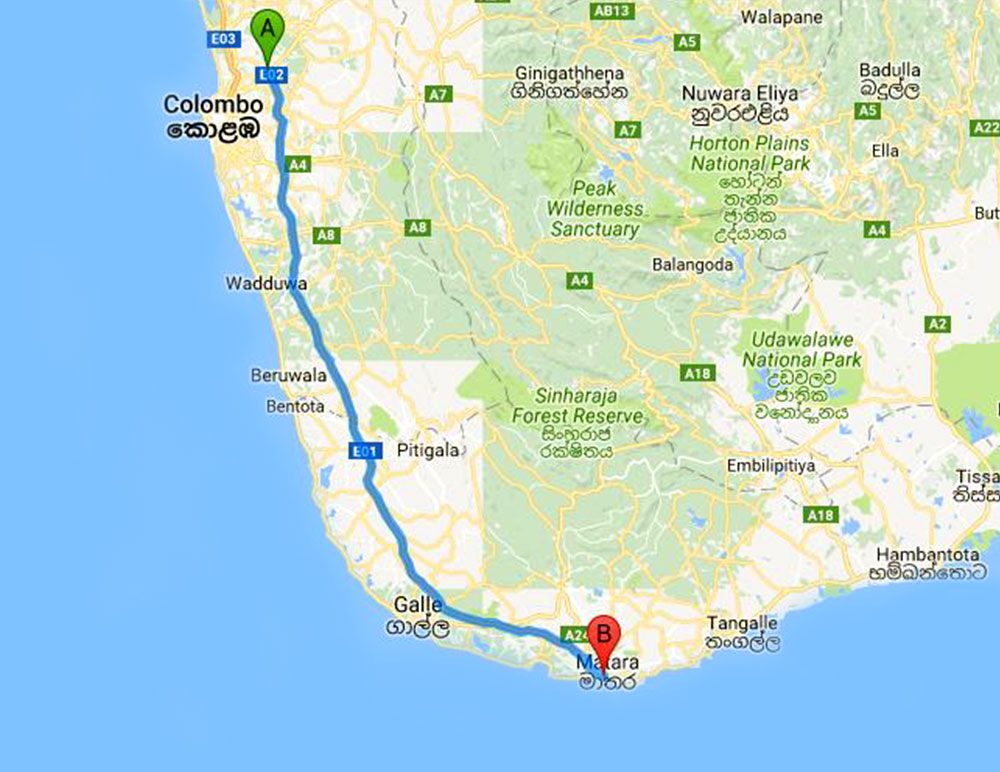 AB13
Walapane
A
E03
A5
E02
Ginigathhena
ගිනිගත්හේන
Badulla
බදුල්ල
A7
Nuwara Eliya
නුවරඑළිය
Colombo
කොළඹ
A5
A7
A22
Horton Plains
National Park
හෝටන්
තැන්න
ජාතික
උද්යානය
Ella
A4
Peak
Wilderness
Sanctuary
But
A8
A8
A4
Balangoda
A4
Wadduwa
A2
Udawalawe
National Park
උඩවලව
ජාතික
වනෝද්‍යානය
Beruwala
A18
Bentota
Sinharaja
Forest Reserve
සිංහරාජ
රක්ෂිතය
E01
Pitigala
Embilipitiya
Tissa
තිස්ස
A18
Hambantota
හම්බන්තොට
Galle
ගාල්ල
Tangalle
තංගල්ල
A24
B
Matara
මාතර